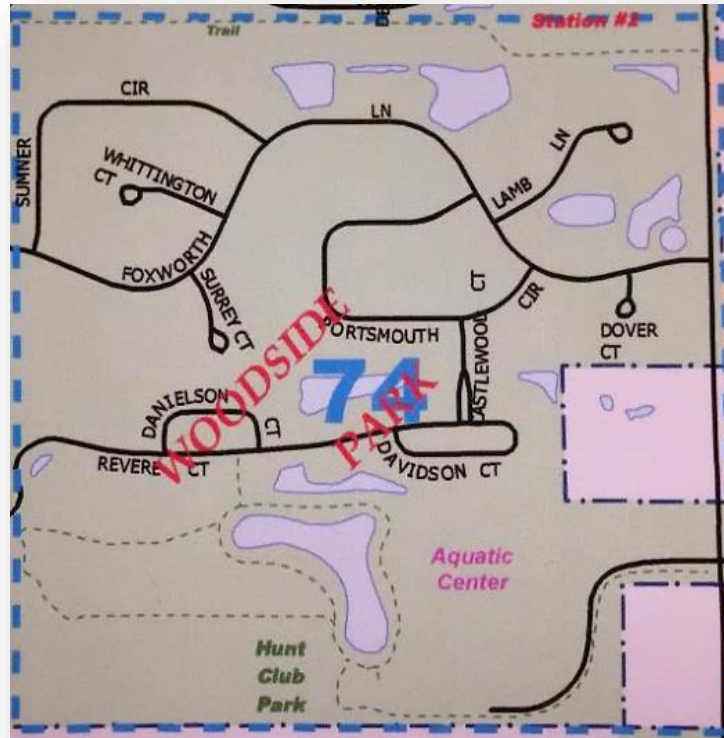 Station #2
Trail
CIR
LN
SUMNER
WHITTINGTON
CT
LAMB LN
FOXWORTH
SURREY CT
CT
CIR
PORTSMOUTH
DOVER
CT
WOODSIDE
PARK
74
DANIELSON
CT
REVERE CT
DAVIDSON CT
Aquatic
Center
Hunt
Club
Park